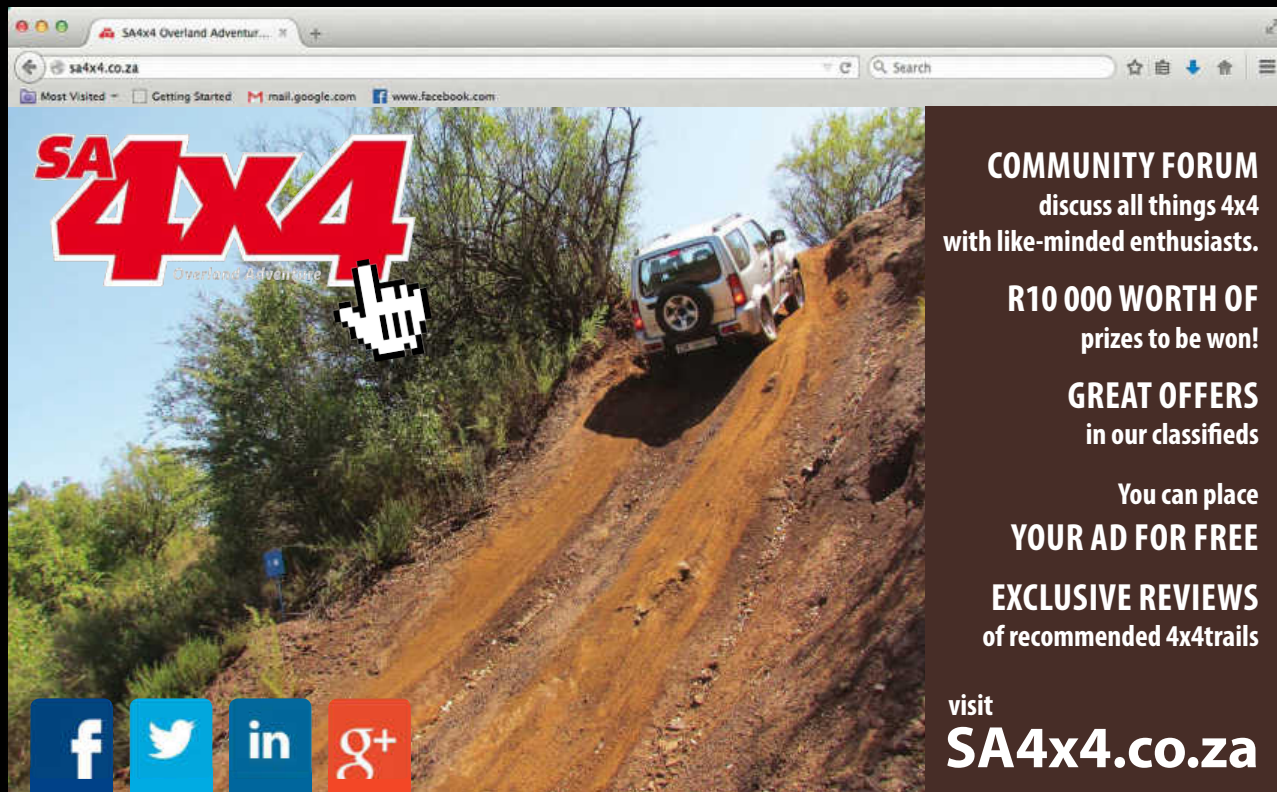 SA4x4 Overland Adventur...
sa4x4.co.za
Search
Most Visited
Getting Started
mail.google.com
www.facebook.com
SA
4x4
Overland Adventure
COMMUNITY FORUM
discuss all things 4x4
with like-minded enthusiasts.
R10 000 WORTH OF
prizes to be won!
GREAT OFFERS
in our classifieds
You can place
YOUR AD FOR FREE
EXCLUSIVE REVIEWS
of recommended 4x4trails
visit
SA4x4.co.za
f
in
g+